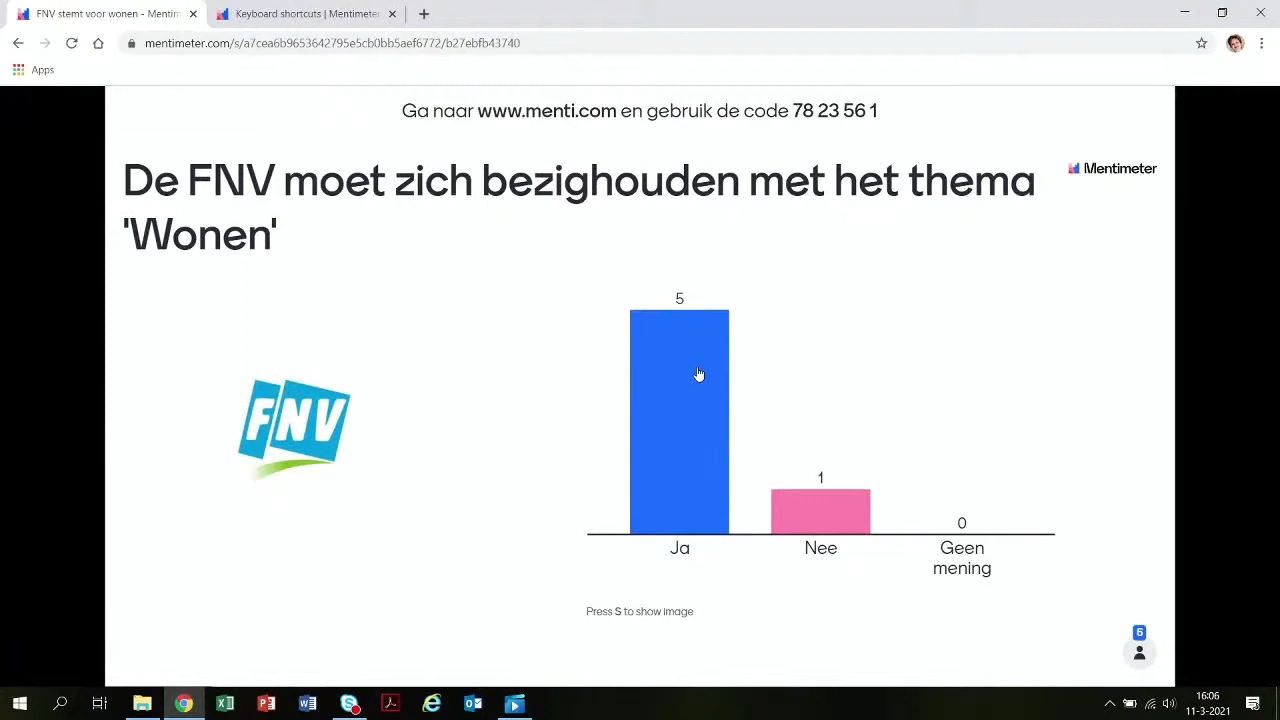 FNV stemt voor wonen - Mentim
Keyboard shortcuts | Mentimeter
mentimeter.com/s/a7cea6b9653642795e5cb0bb5aef6772/b27ebfb43740
Apps
Ga naar www.menti.com en gebruik de code 78 23 56 1
De FNV moet zich bezighouden met het thema
'Wonen'
Mentimeter
FNV
5
1
0
Ja
Nee
Geen
mening
Press S to show image
6
16:06
11-3-2021